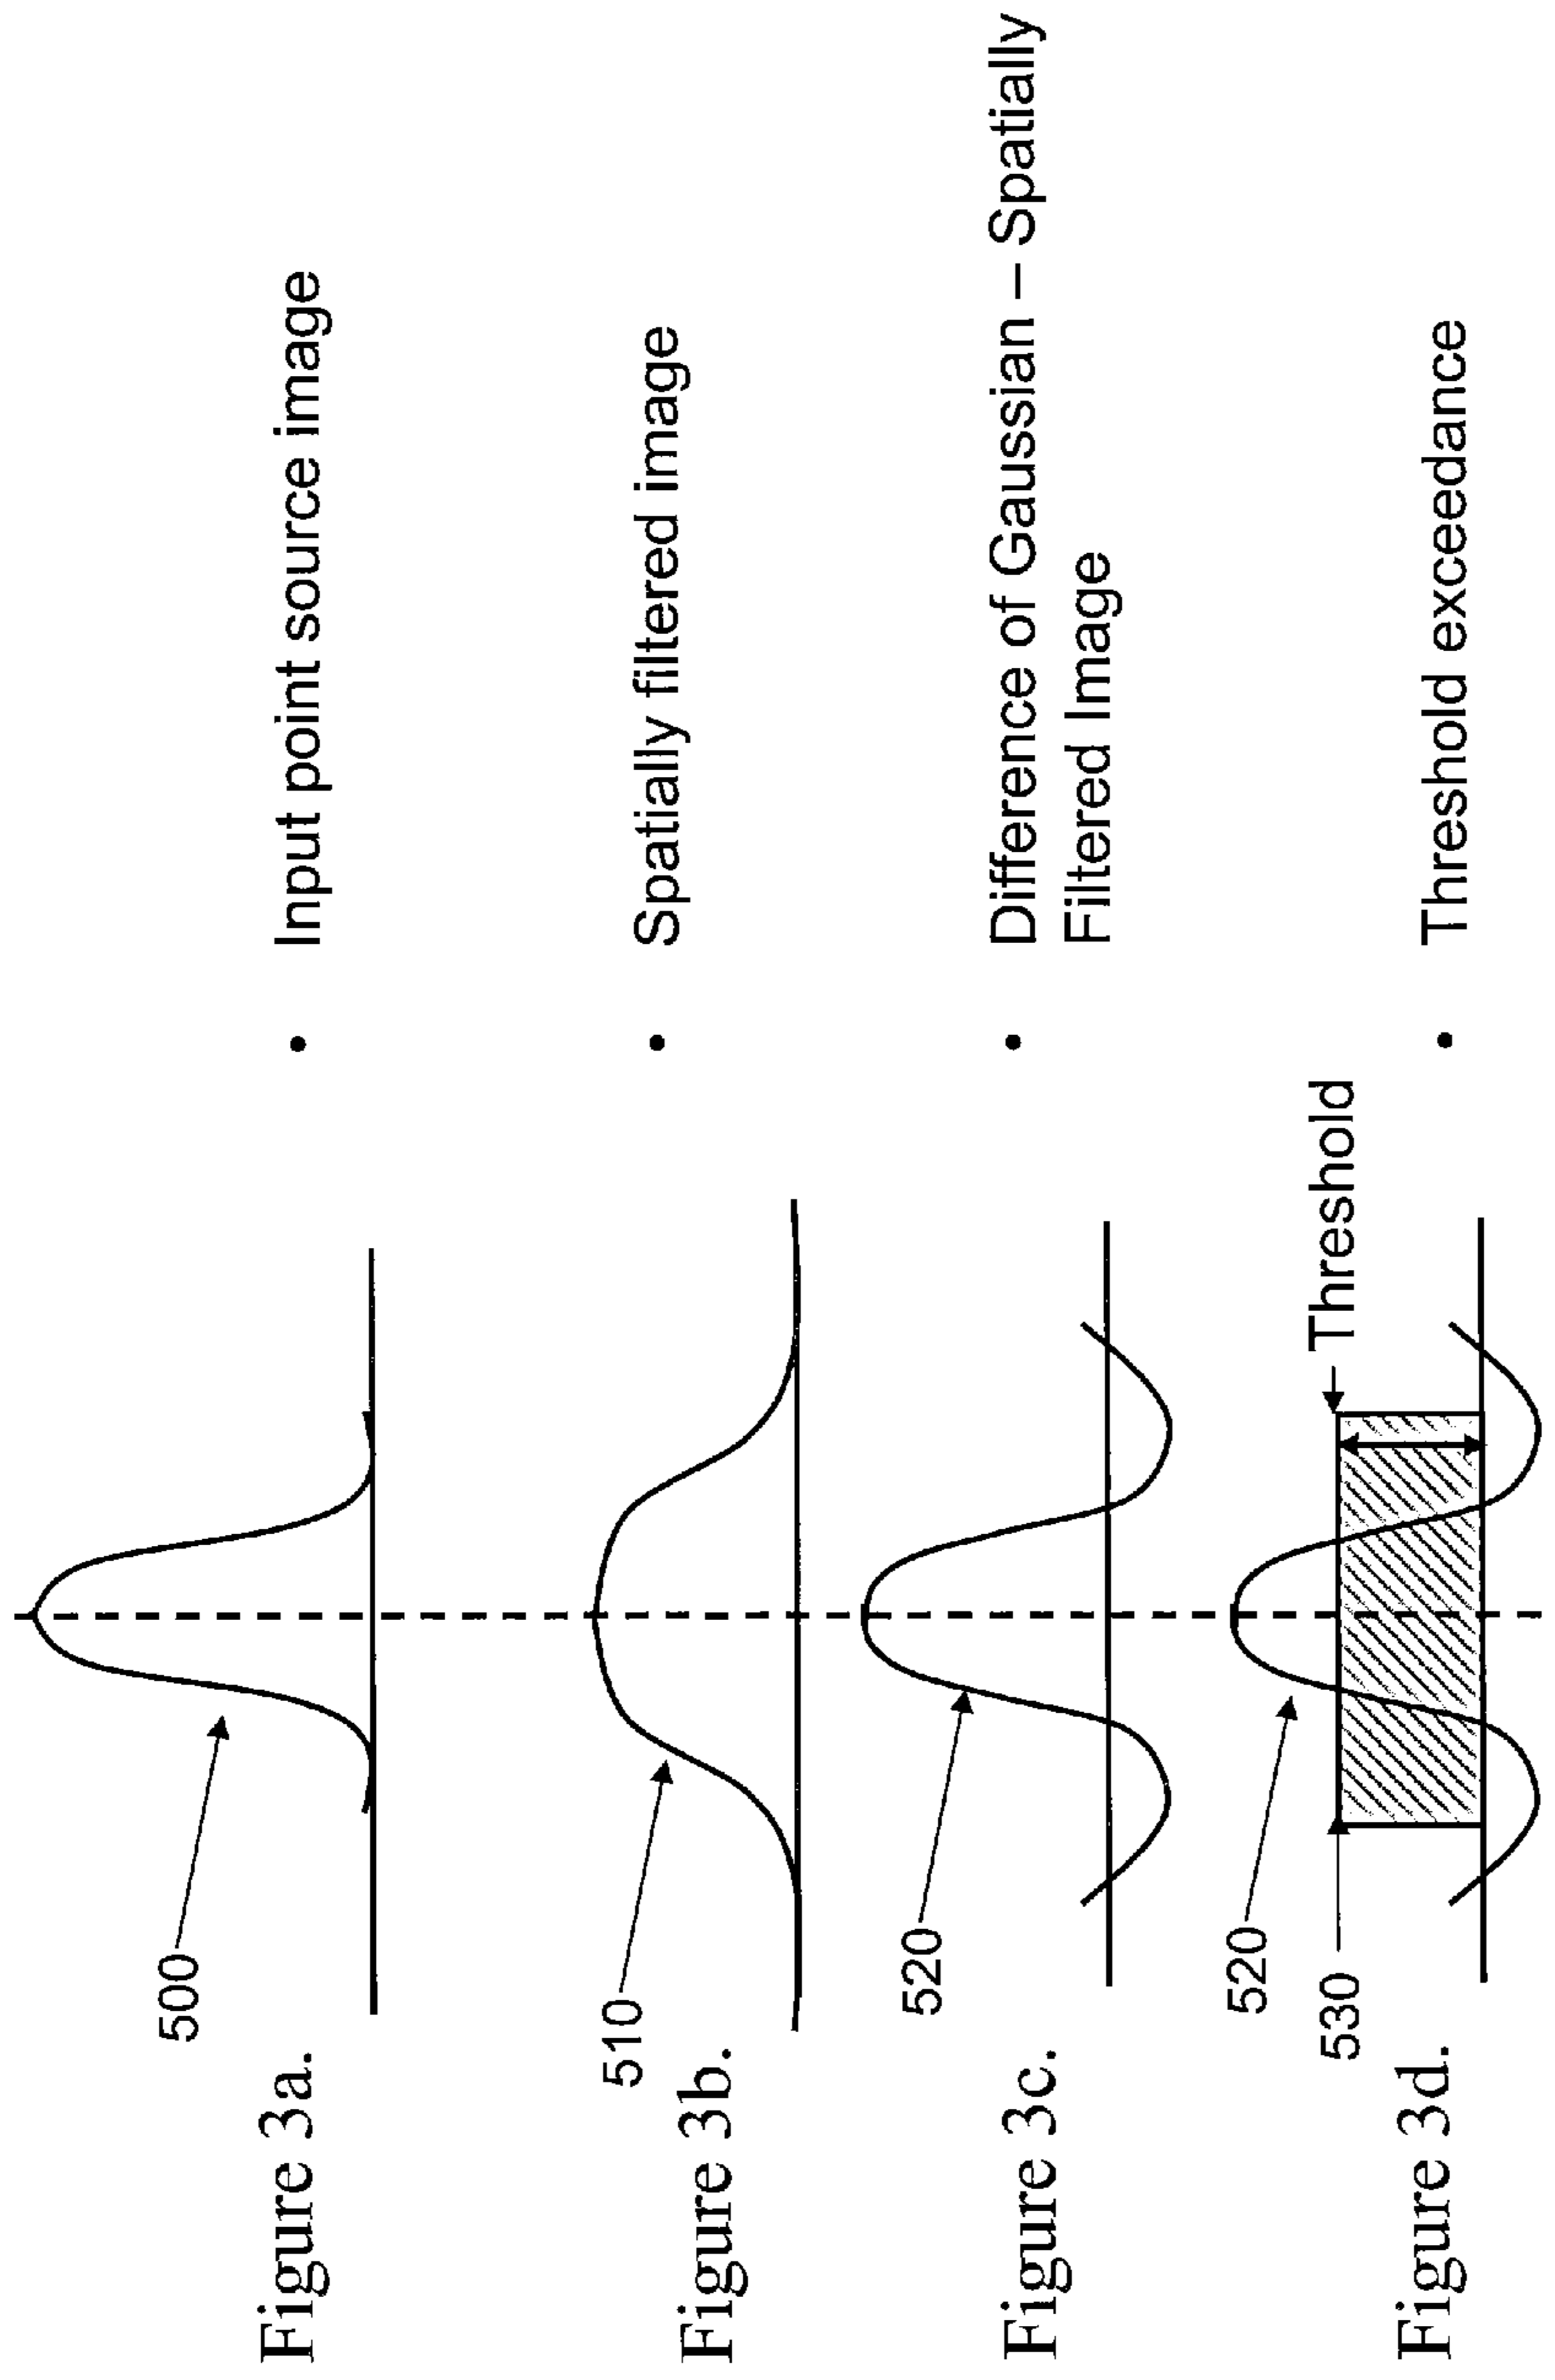 Figure 3a.
500
• Input point source image
Figure 3b.
510
• Spatially filtered image
Figure 3c.
520
• Difference of Gaussian – Spatially
Filtered Image
Figure 3d.
520
530
Threshold
• Threshold exceedance